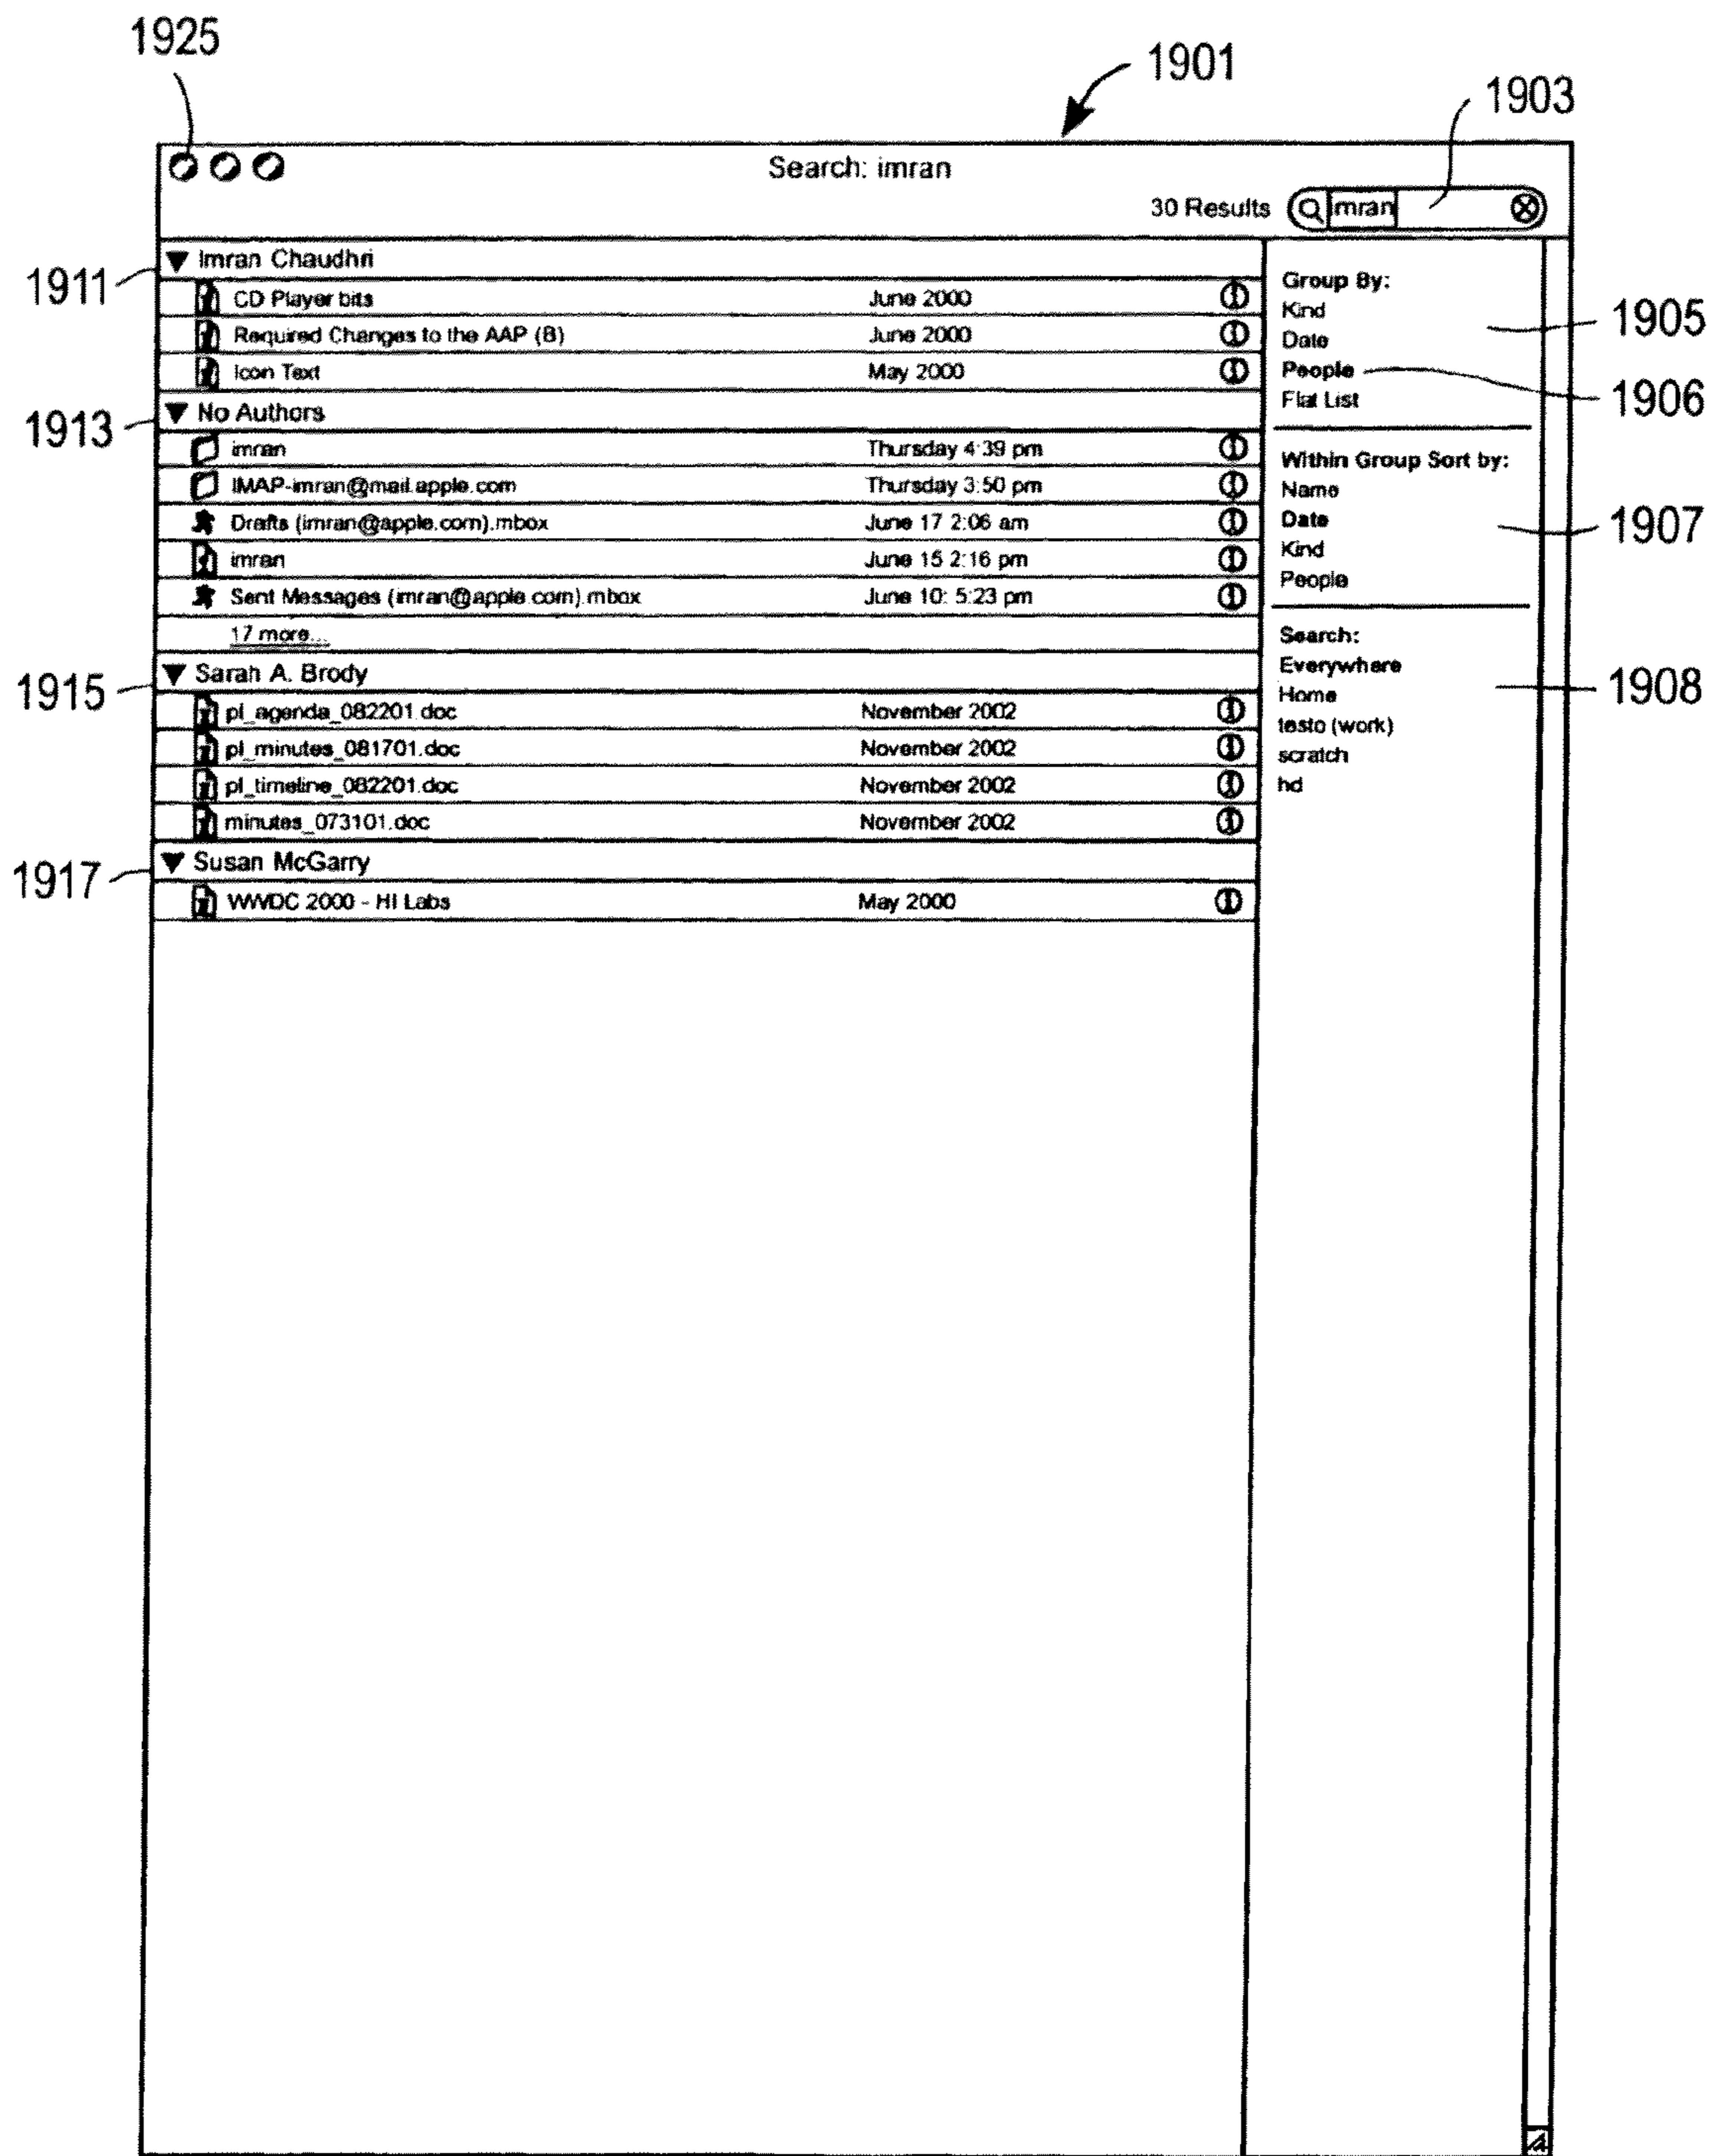 1925
1901
1903
Search: imran
30 Results
imran
1911
Imran Chaudhri
CD Player bits June 2000
Required Changes to the AAP (B) June 2000
Icon Text May 2000
1913
No Authors
imran Thursday 4:39 pm
IMAP-imran@mail.apple.com Thursday 3:50 pm
Drafts (imran@apple.com).mbox June 17 2:06 am
imran June 15 2:16 pm
Sent Messages (imran@apple.com).mbox June 10: 5:23 pm
17 more...
1915
Sarah A. Brody
pl_agenda_082201.doc November 2002
pl_minutes_081701.doc November 2002
pl_timeline_082201.doc November 2002
minutes_073101.doc November 2002
1917
Susan McGarry
WWDC 2000 - HI Labs May 2000
Group By:
Kind
Date
People
Flat List
1905
1906
Within Group Sort by:
Name
Date
Kind
People
1907
Search:
Everywhere
Home
testo (work)
scratch
hd
1908